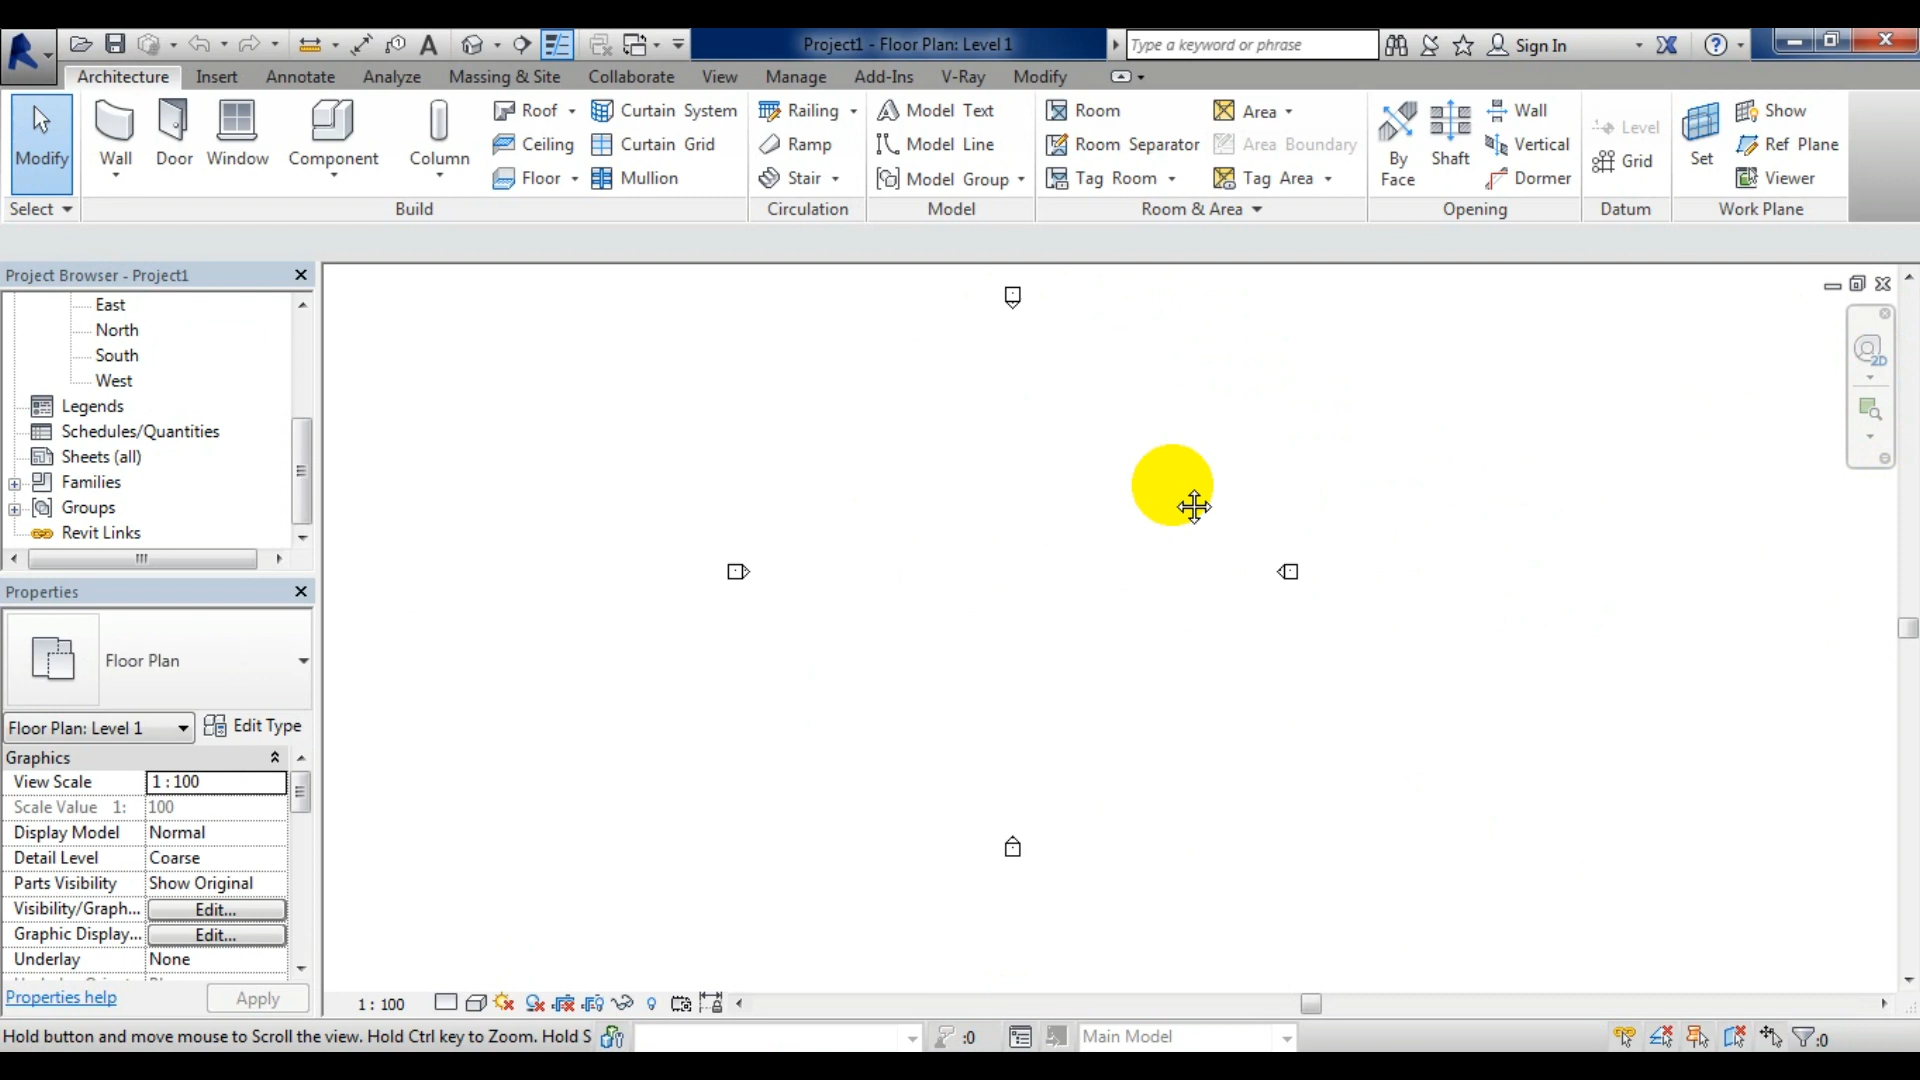 Project1 - Floor Plan: Level 1
Type a keyword or phrase
Sign In
Architecture Insert Annotate Analyze Massing & Site Collaborate View Manage Add-Ins V-Ray Modify
Modify
Wall
Door
Window
Component
Column
Roof
Ceiling
Floor
Curtain System
Curtain Grid
Mullion
Railing
Ramp
Stair
Model Text
Model Line
Model Group
Room
Room Separator
Tag Room
Area
Area Boundary
Tag Area
By
Face
Shaft
Wall
Vertical
Dormer
Level
Grid
Set
Show
Ref Plane
Viewer
Select
Build
Circulation
Model
Room & Area
Opening
Datum
Work Plane
Project Browser - Project1
East
North
South
West
Legends
Schedules/Quantities
Sheets (all)
Families
Groups
Revit Links
2D
Properties
Floor Plan
Floor Plan: Level 1
Edit Type
Graphics
View Scale 1 : 100
Scale Value 1: 100
Display Model Normal
Detail Level Coarse
Parts Visibility Show Original
Visibility/Graph... Edit...
Graphic Display... Edit...
Underlay None
Properties help
Apply
1 : 100
Hold button and move mouse to Scroll the view. Hold Ctrl key to Zoom. Hold S
:0
Main Model
:0